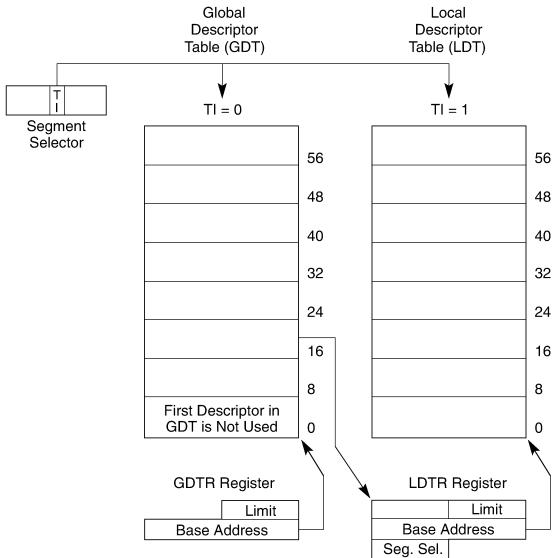 Global
Descriptor
Table (GDT)
Local
Descriptor
Table (LDT)
T
I
Segment
Selector
TI = 0
TI = 1
56
48
40
32
24
16
8
First Descriptor in
GDT is Not Used
0
56
48
40
32
24
16
8
0
GDTR Register
Limit
Base Address
LDTR Register
Limit
Base Address
Seg. Sel.